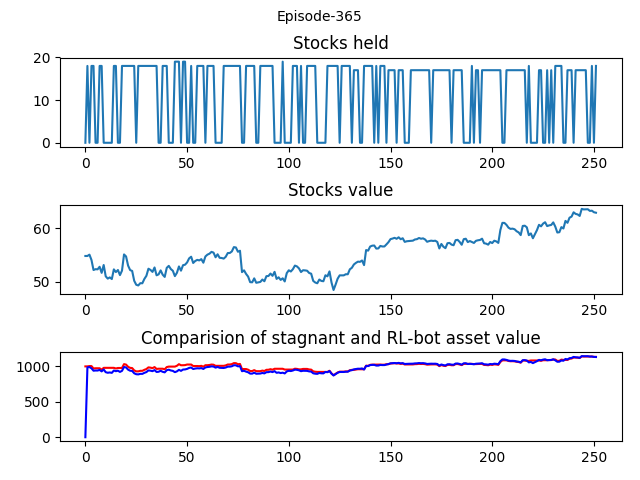 Episode-365
Stocks held
20
10
0
0 50 100 150 200 250
Stocks value
60
50
0 50 100 150 200 250
Comparision of stagnant and RL-bot asset value
1000
500
0
0 50 100 150 200 250